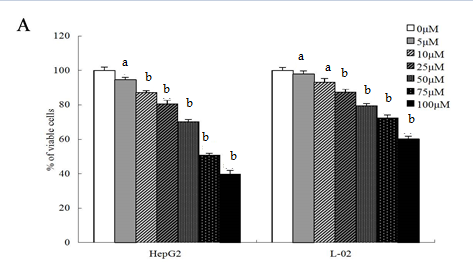 A
0μM
5μM
10μM
25μM
50μM
75μM
100μM
% of viable cells
120
100
80
60
40
20
0
a
b
b
b
b
b
a
a
b
b
b
b
HepG2
L-02